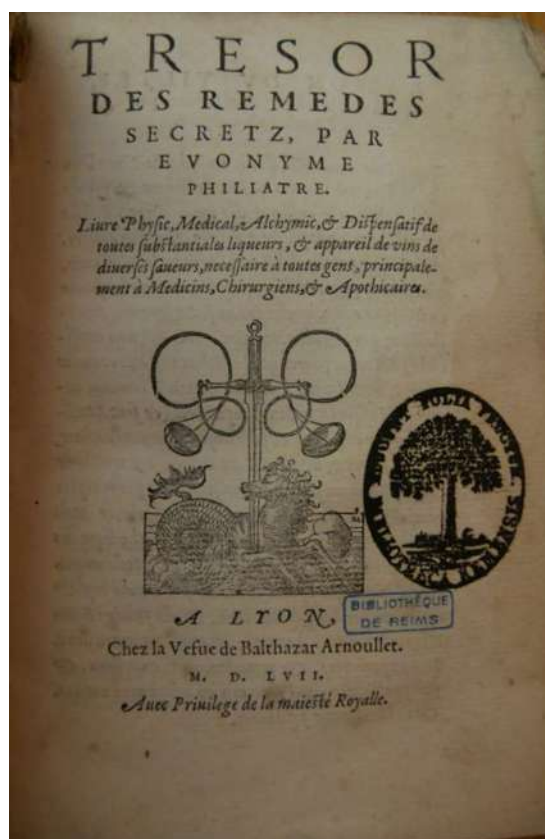 TRESOR
DES REMEDES
SECRETZ, PAR
EVONYME
PHILIATRE.
Liure Physic, Medical, Alchymic, & Dispensatif de
toutes substantiales liqueurs, & appareil de vins de
diuerses saueurs, necessaire à toutes gent, principale-
ment à Medicins, Chirurgiens, & Apothicaires.
A LYON,
Chez la Vefue de Balthazar Arnoullet.
M. D. LVII.
Auec Priuilege de la maiesté Royalle.
BIBLIOTHÈQUE
DE REIMS